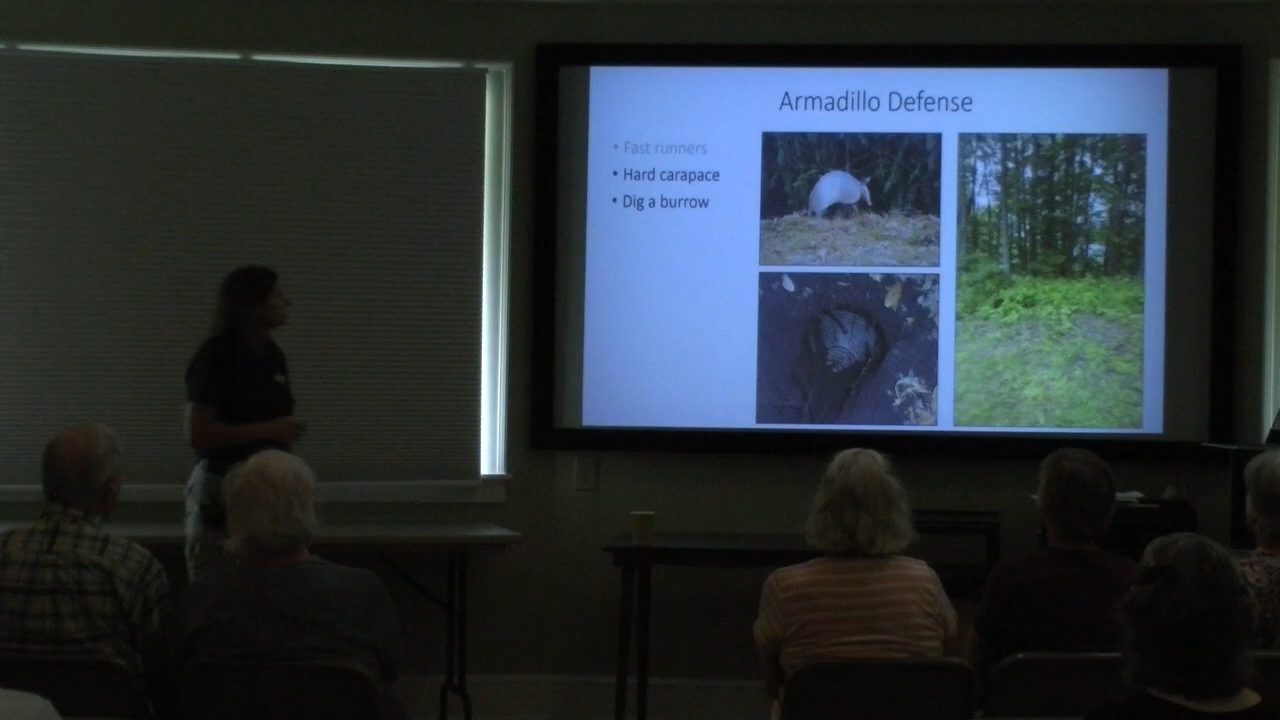 Armadillo Defense
• Fast runners
• Hard carapace
• Dig a burrow